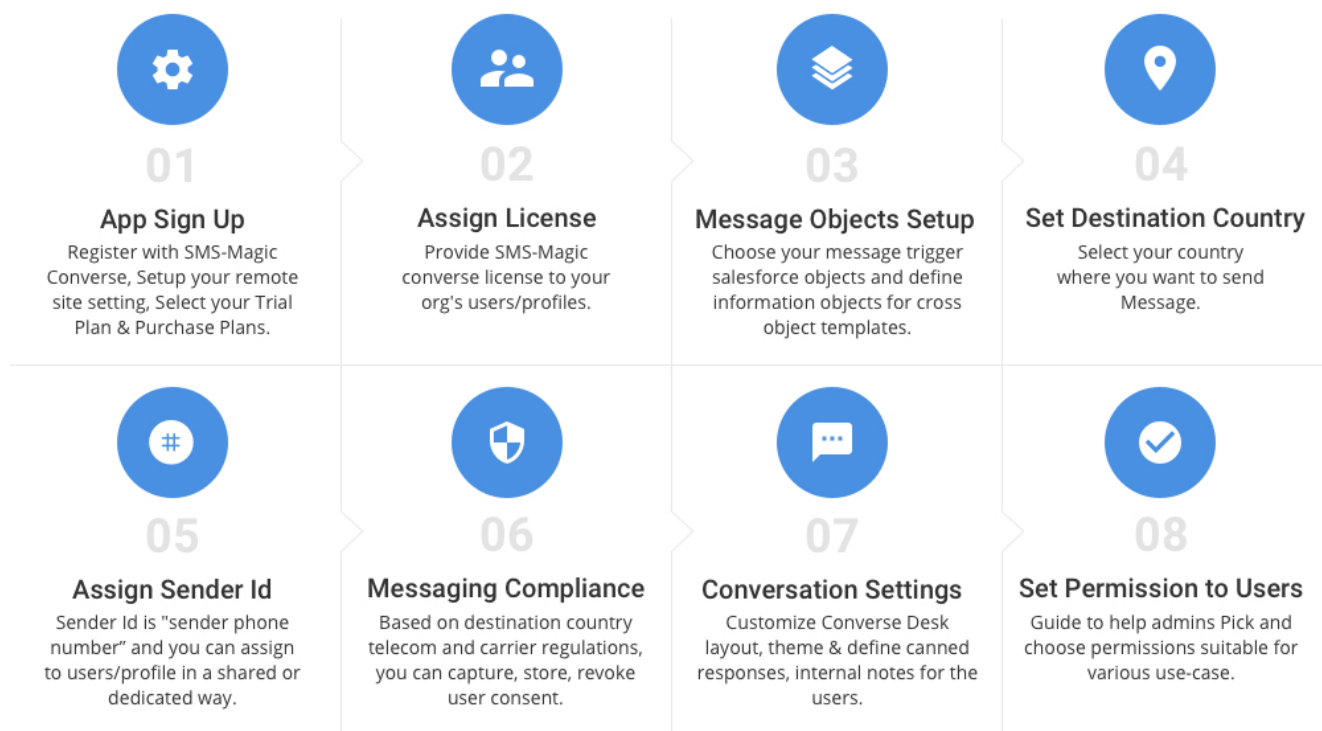 01
App Sign Up
Register with SMS-Magic
Converse, Setup your remote
site setting, Select your Trial
Plan & Purchase Plans.
02
Assign License
Provide SMS-Magic
converse license to your
org's users/profiles.
03
Message Objects Setup
Choose your message trigger
salesforce objects and define
information objects for cross
object templates.
04
Set Destination Country
Select your country
where you want to send
Message.
05
Assign Sender Id
Sender Id is "sender phone
number” and you can assign
to users/profile in a shared or
dedicated way.
06
Messaging Compliance
Based on destination country
telecom and carrier regulations,
you can capture, store, revoke
user consent.
07
Conversation Settings
Customize Converse Desk
layout, theme & define canned
responses, internal notes for the
users.
08
Set Permission to Users
Guide to help admins Pick and
choose permissions suitable for
various use-case.